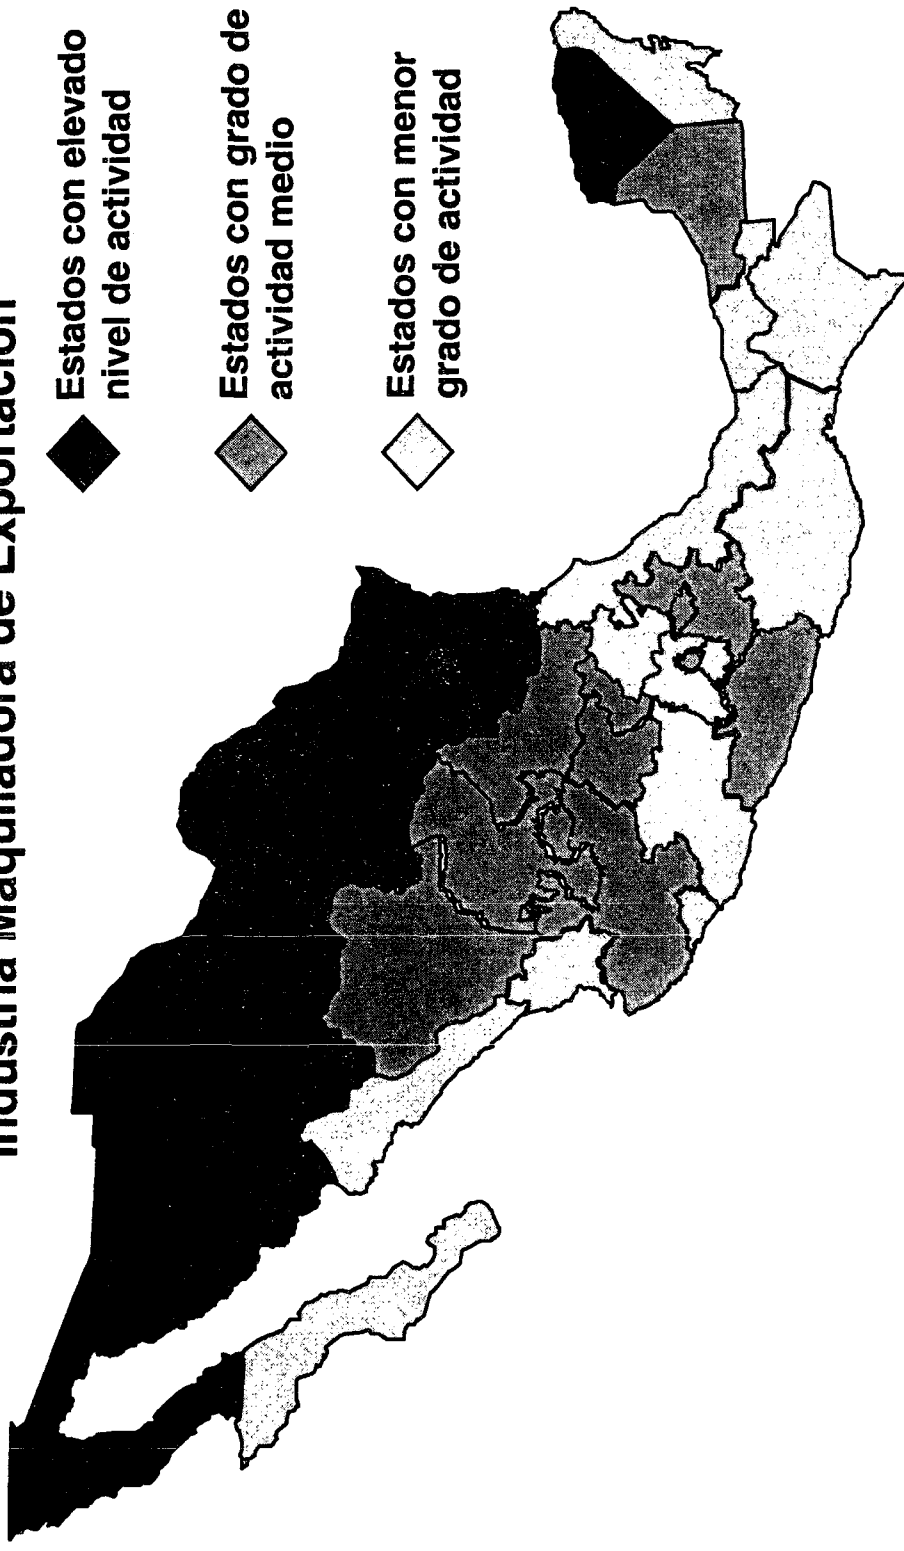 Industria Maquiladora de Exportación
Estados con elevado
nivel de actividad
Estados con grado de
actividad medio
Estados con menor
grado de actividad